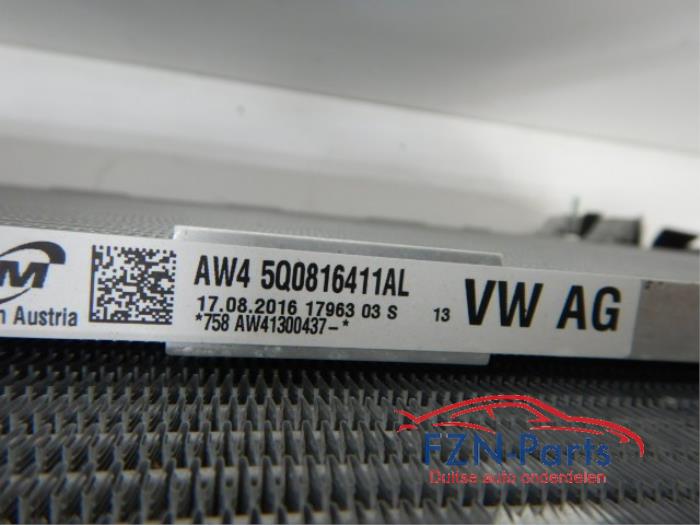 AW4 5Q0816411AL
17.08.2016 17963 03 S
*758 AW41300437-*
13
VW AG
Austria
FZN-Parts
Duitse auto onderdelen